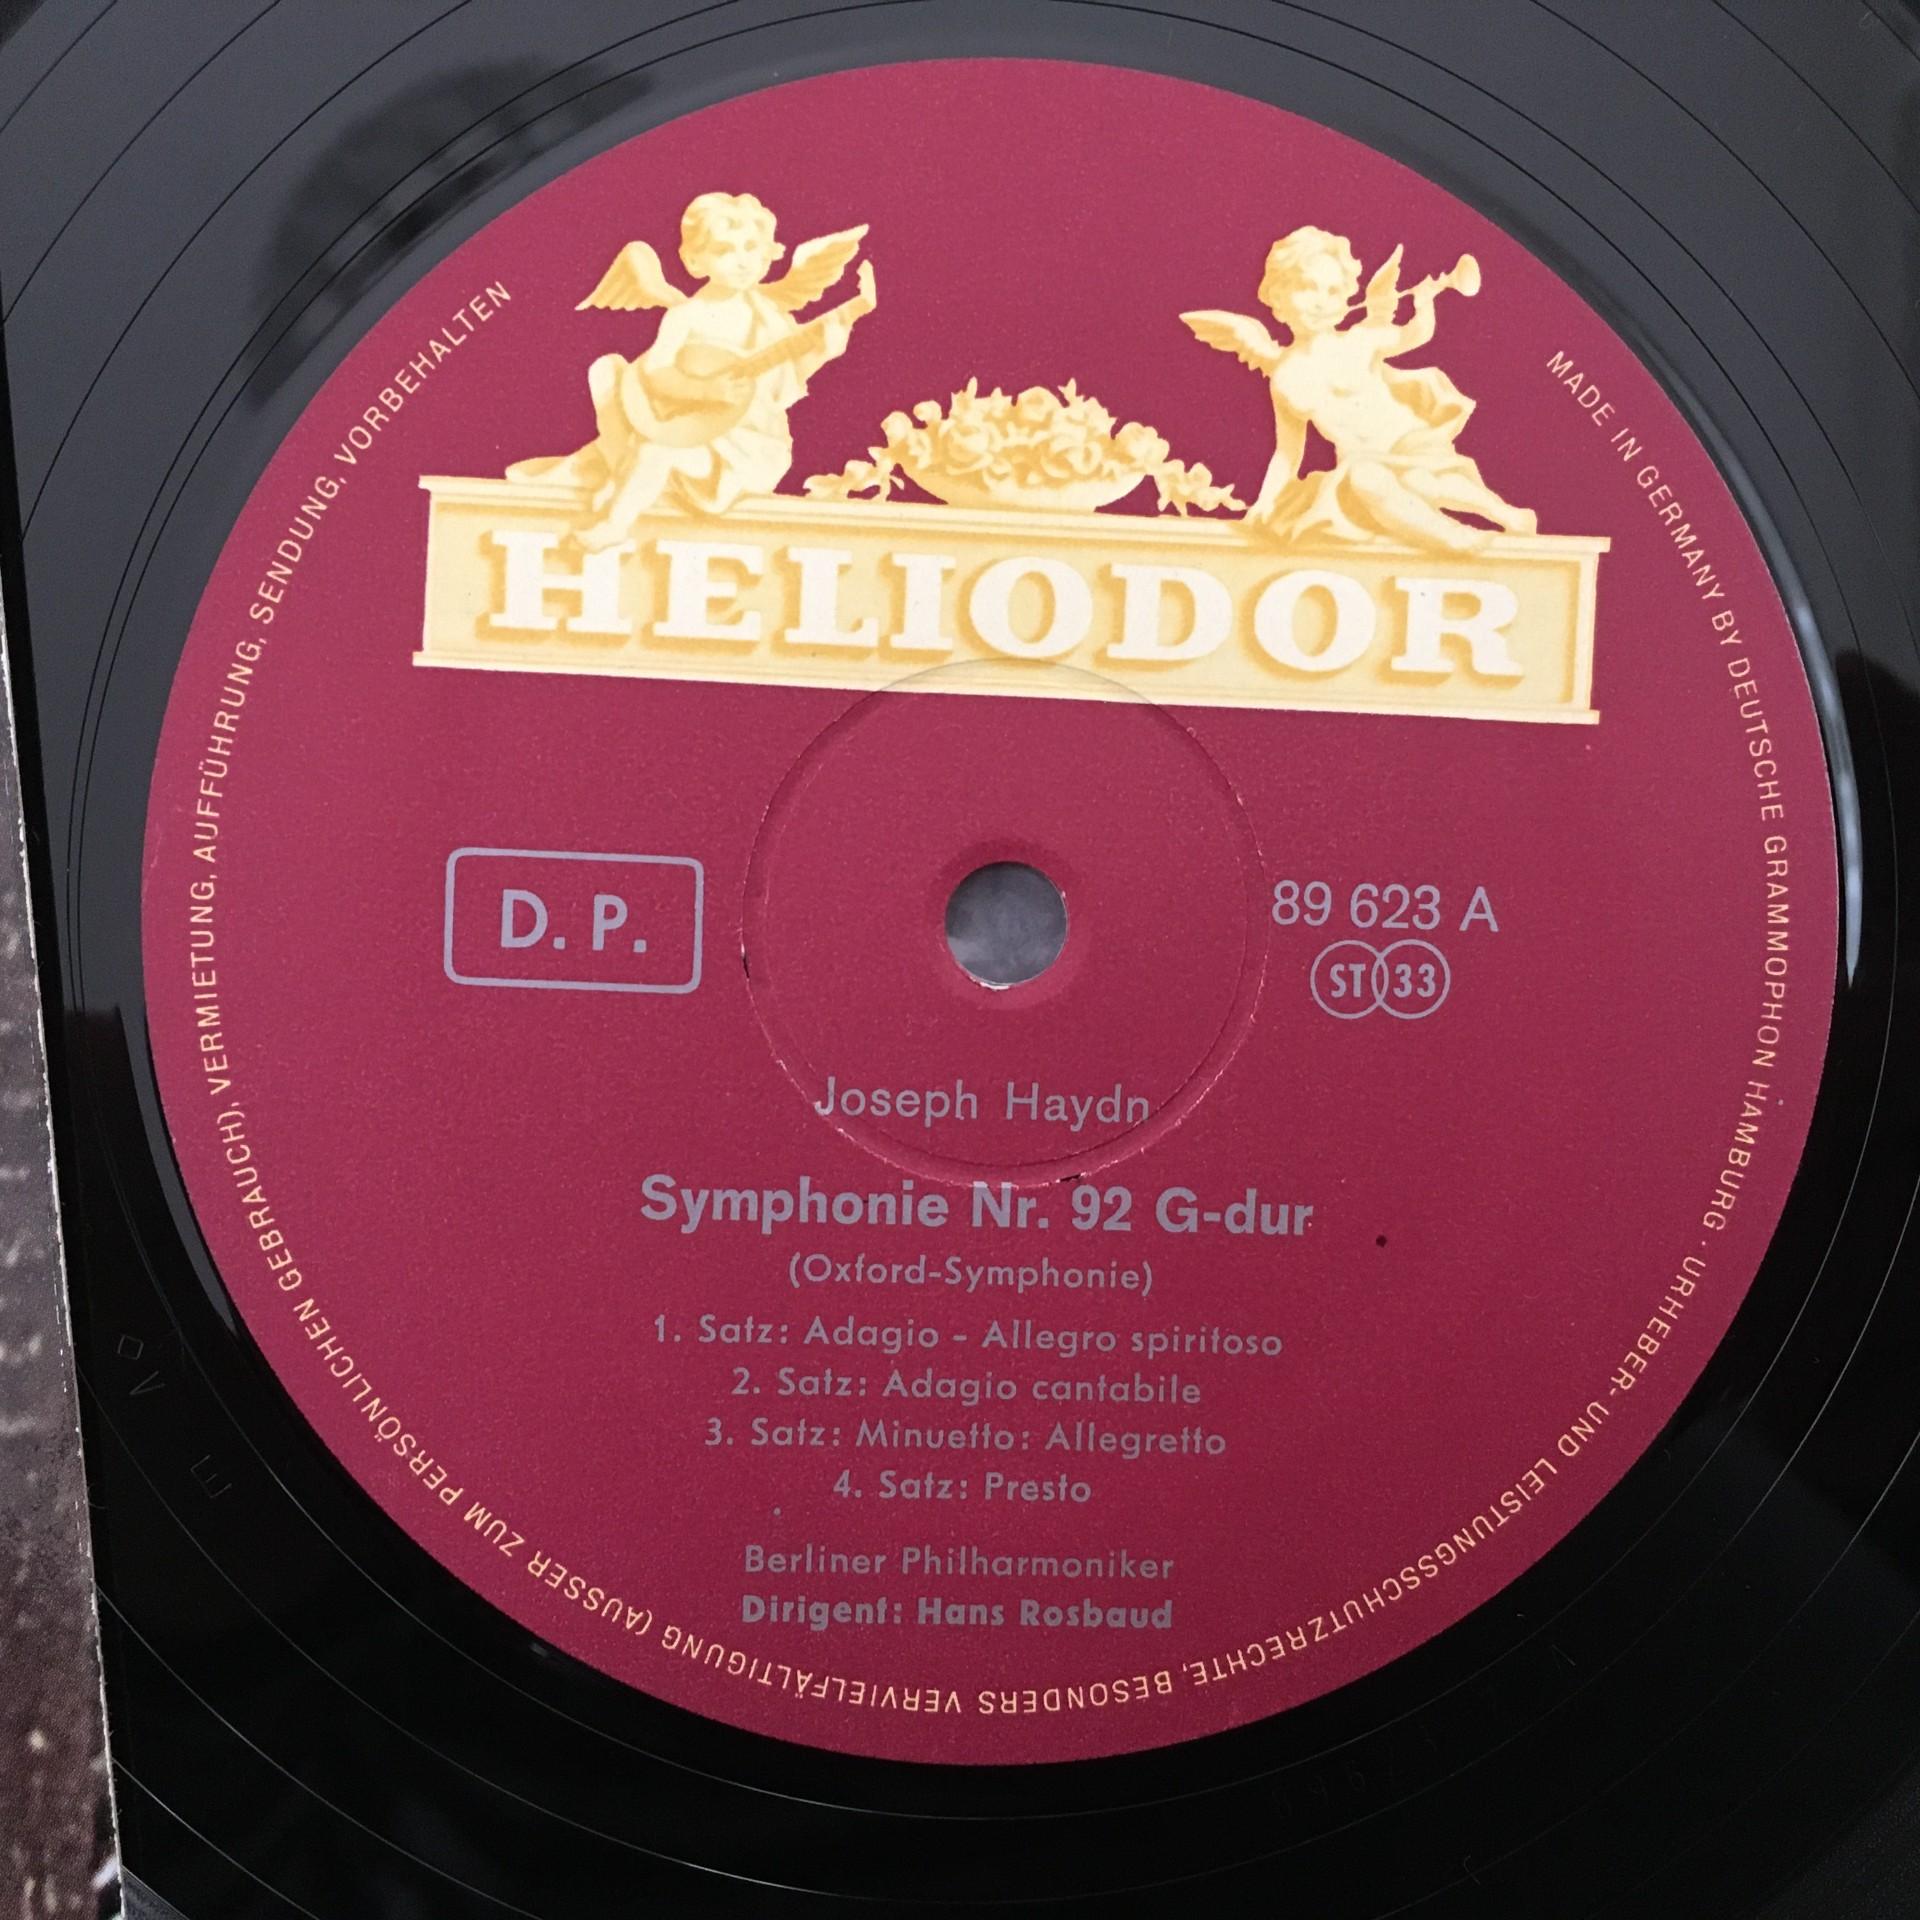 HELIODOR
D. P.
89 623 A
ST 33
Joseph Haydn
Symphonie Nr. 92 G-dur
(Oxford-Symphonie)
1. Satz: Adagio - Allegro spiritoso
2. Satz: Adagio cantabile
3. Satz: Minuetto: Allegretto
4. Satz: Presto
Berliner Philharmoniker
Dirigent: Hans Rosbaud
MADE IN GERMANY BY DEUTSCHE GRAMMOPHON HAMBURG · URHEBER- UND LEISTUNGSSCHUTZRECHTE, BESONDERS VERVIELFÄLTIGUNG (AUSSER ZUM PERSÖNLICHEN GEBRAUCH), VERMIETUNG, AUFFÜHRUNG, SENDUNG, VORBEHALTEN